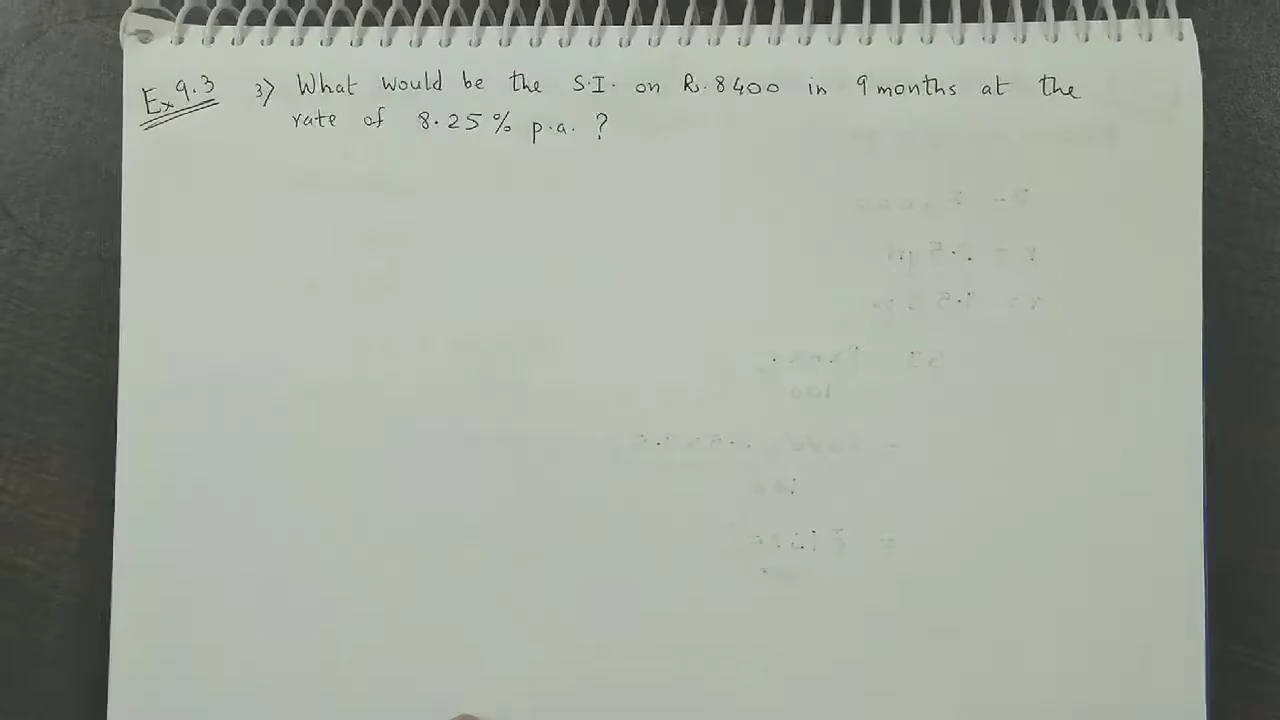 Ex 9.3 3) What would be the S.I. on Rs. 8400 in 9 months at the
rate of 8.25% p.a. ?